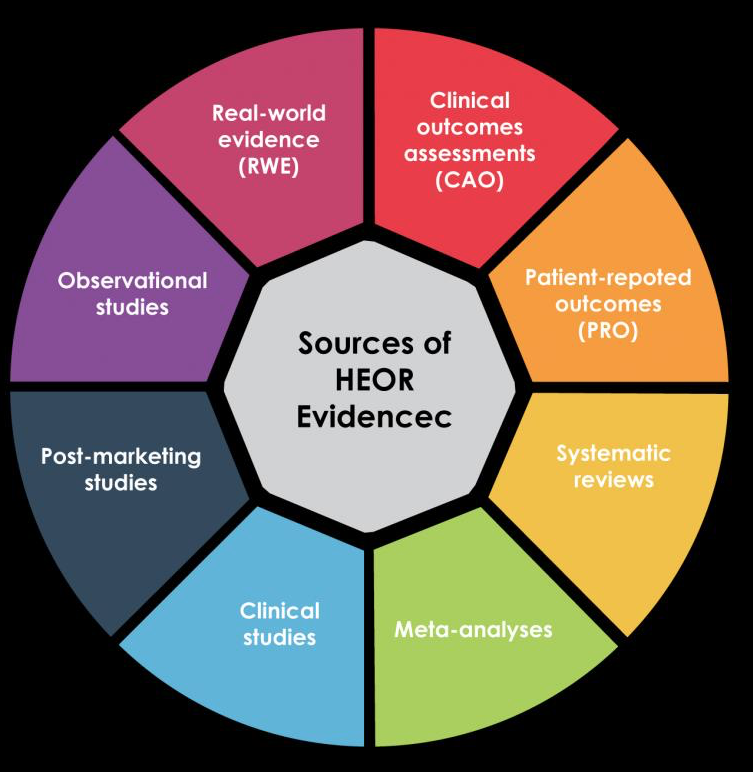 Sources of
HEOR
Evidencec
Clinical
outcomes
assessments
(CAO)
Patient-repoted
outcomes
(PRO)
Systematic
reviews
Meta-analyses
Clinical
studies
Post-marketing
studies
Observational
studies
Real-world
evidence
(RWE)